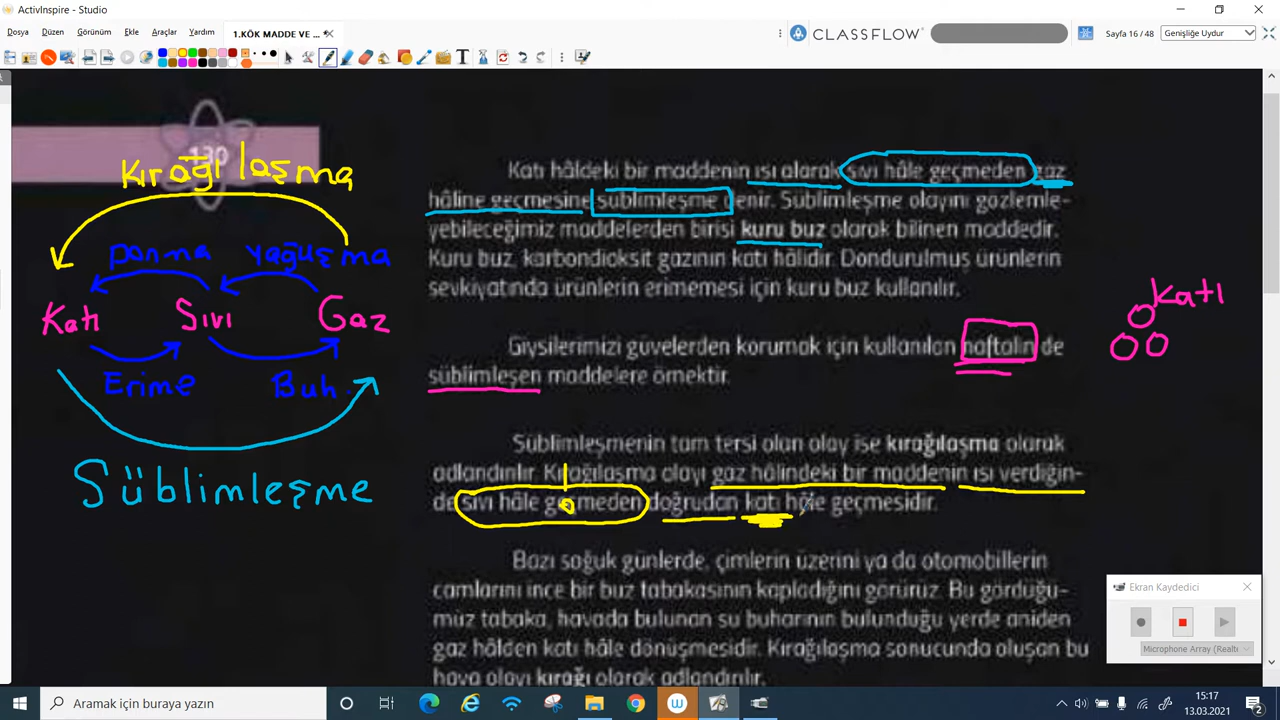 ActivInspire - Studio
Dosya Düzen Görünüm Ekle Araçlar Yardım
1.KÖK MADDE VE ...
CLASSFLOW
Sayfa 16 / 48
Genişliğe Uydur
130
Kırağı laşma
Donma yağuşma
Katı Sıvı Gaz
Erime Buh.
Süblimleşme
Katı hâldeki bir maddenin ısı alarak sıvı hâle geçmeden gaz
hâline geçmesine süblimleşme denir. Süblimleşme olayını gözlemle-
yebileceğimiz maddelerden birisi kuru buz olarak bilinen maddedir.
Kuru buz, karbondioksit gazının katı hâlidir. Dondurulmuş ürünlerin
sevkiyatında ürünlerin erimemesi için kuru buz kullanılır.
Giysilerimizi güvelerden korumak için kullanılan naftalin de
süblimleşen maddelere örnektir.
Süblimleşmenin tam tersi olan olay ise kırağılaşma olarak
adlandırılır. Kırağılaşma olayı gaz hâlindeki bir maddenin ısı verdiğin-
de sıvı hâle geçmeden doğrudan katı hâle geçmesidir.
Bazı soğuk günlerde, çimlerin üzerini ya da otomobillerin
camlarını ince bir buz tabakasının kapladığını görürüz. Bu gördüğü-
müz tabaka, havada bulunan su buharının bulunduğu yerde aniden
gaz hâlden katı hâle dönüşmesidir. Kırağılaşma sonucunda oluşan bu
hava olayı kırağı olarak adlandırılır.
Katı
Ekran Kaydedici
Microphone Array (Realte
Aramak için buraya yazın
15:17
13.03.2021
2